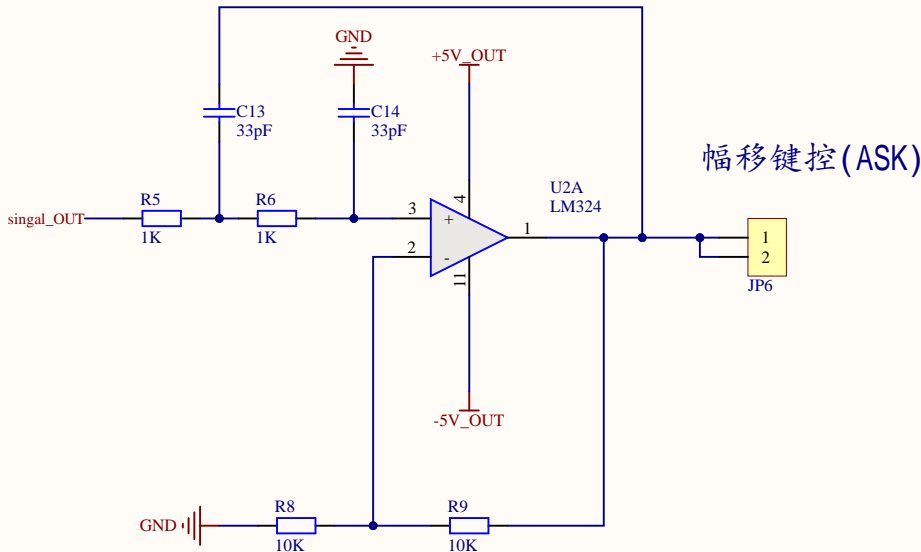 GND
+5V_OUT
C13
33pF
C14
33pF
幅移键控(ASK)
U2A
LM324
singal_OUT
R5
1K
R6
1K
3
+
4
1
2
-
11
1
2
JP6
-5V_OUT
GND
R8
10K
R9
10K